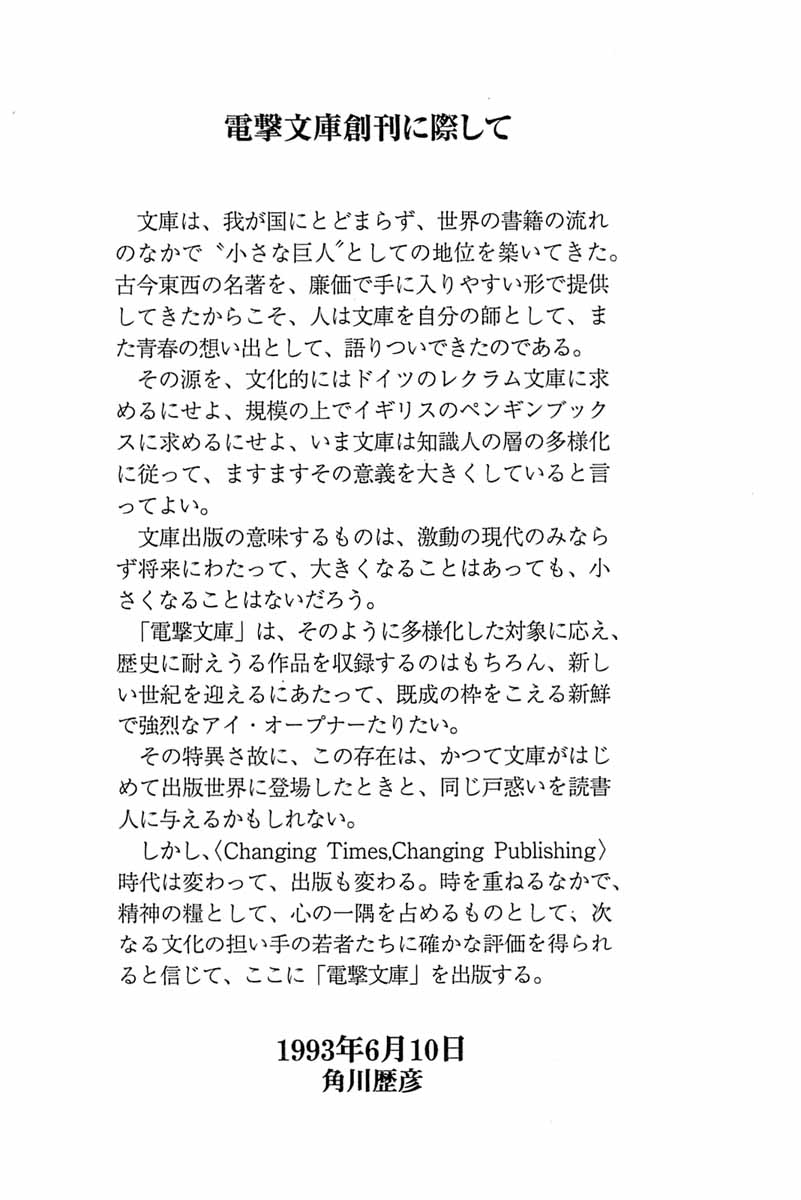 電撃文庫創刊に際して
文庫は、我が国にとどまらず、世界の書籍の流れ
のなかで〝小さな巨人〟としての地位を築いてきた。
古今東西の名著を、廉価で手に入りやすい形で提供
してきたからこそ、人は文庫を自分の師として、ま
た青春の想い出として、語りついできたのである。
その源を、文化的にはドイツのレクラム文庫に求
めるにせよ、規模の上でイギリスのペンギンブック
スに求めるにせよ、いま文庫は知識人の層の多様化
に従って、ますますその意義を大きくしていると言
ってよい。
文庫出版の意味するものは、激動の現代のみなら
ず将来にわたって、大きくなることはあっても、小
さくなることはないだろう。
「電撃文庫」は、そのように多様化した対象に応え、
歴史に耐えうる作品を収録するのはもちろん、新し
い世紀を迎えるにあたって、既成の枠をこえる新鮮
で強烈なアイ・オープナーたりたい。
その特異さ故に、この存在は、かつて文庫がはじ
めて出版世界に登場したときと、同じ戸惑いを読書
人に与えるかもしれない。
しかし、〈Changing Times,Changing Publishing〉
時代は変わって、出版も変わる。時を重ねるなかで、
精神の糧として、心の一隅を占めるものとして、次
なる文化の担い手の若者たちに確かな評価を得られ
ると信じて、ここに「電撃文庫」を出版する。
1993年6月10日
角川歴彦